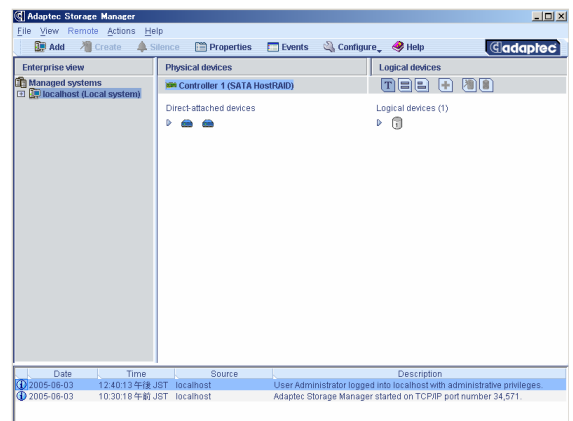 Adaptec Storage Manager
File View Remote Actions Help
Add Create Silence Properties Events Configure Help adaptec
Enterprise view Physical devices Logical devices
Managed systems
localhost (Local system)
Controller 1 (SATA HostRAID)
Direct-attached devices Logical devices (1)
Date Time Source Description
2005-06-03 12:40:13 午後 JST localhost User Administrator logged into localhost with administrative privileges.
2005-06-03 10:30:18 午前 JST localhost Adaptec Storage Manager started on TCP/IP port number 34,571.